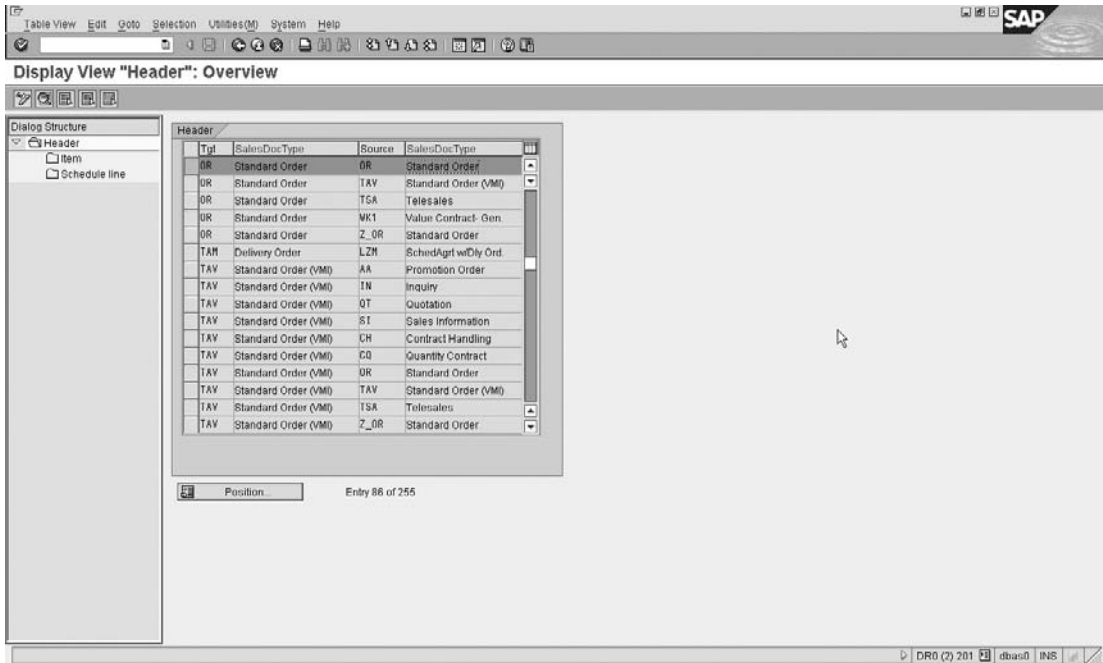 Table View Edit Goto Selection Utilities(M) System Help
SAP
Display View "Header": Overview
Dialog Structure
Header
Item
Schedule line
Header
Tgt SalesDocType Source SalesDocType
OR Standard Order OR Standard Order
OR Standard Order TAV Standard Order (VMI)
OR Standard Order TSA Telesales
OR Standard Order WK1 Value Contract- Gen.
OR Standard Order Z_OR Standard Order
TAM Delivery Order LZM SchedAgrt w/Dly Ord.
TAV Standard Order (VMI) AA Promotion Order
TAV Standard Order (VMI) IN Inquiry
TAV Standard Order (VMI) QT Quotation
TAV Standard Order (VMI) SI Sales Information
TAV Standard Order (VMI) CH Contract Handling
TAV Standard Order (VMI) CQ Quantity Contract
TAV Standard Order (VMI) OR Standard Order
TAV Standard Order (VMI) TAV Standard Order (VMI)
TAV Standard Order (VMI) TSA Telesales
TAV Standard Order (VMI) Z_OR Standard Order
Position... Entry 86 of 255
DR0 (2) 201 dbas0 INS